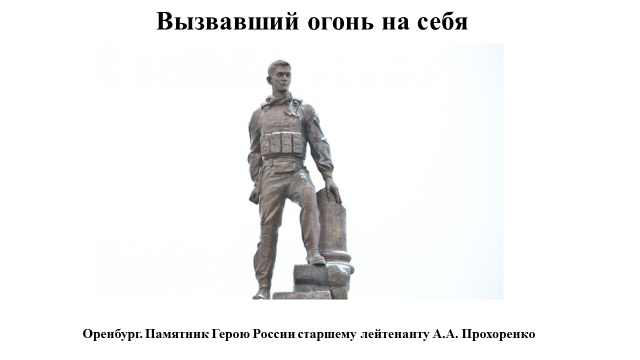 Вызвавший огонь на себя
Оренбург. Памятник Герою России старшему лейтенанту А.А. Прохоренко